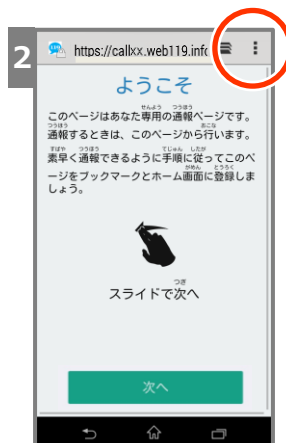 2
https://callxx.web119.info
ようこそ
このページはあなた専用の通報ページです。
通報するときは、このページから行います。
素早く通報できるように手順に従ってこのペ
ージをブックマークとホーム画面に登録しま
しょう。
スライドで次へ
次へ